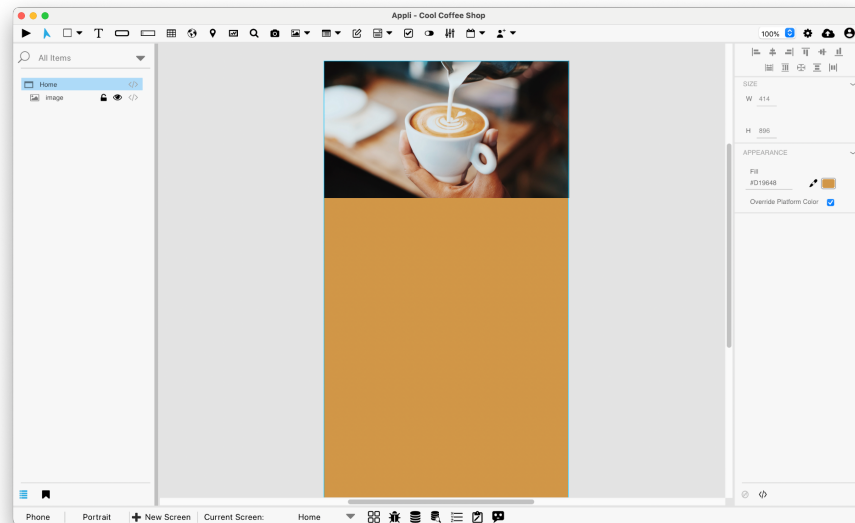 Appli - Cool Coffee Shop
T
100%
All Items
Home
image
SIZE
W 414
H 896
APPEARANCE
Fill
#D19648
Override Platform Color
Phone Portrait New Screen Current Screen: Home